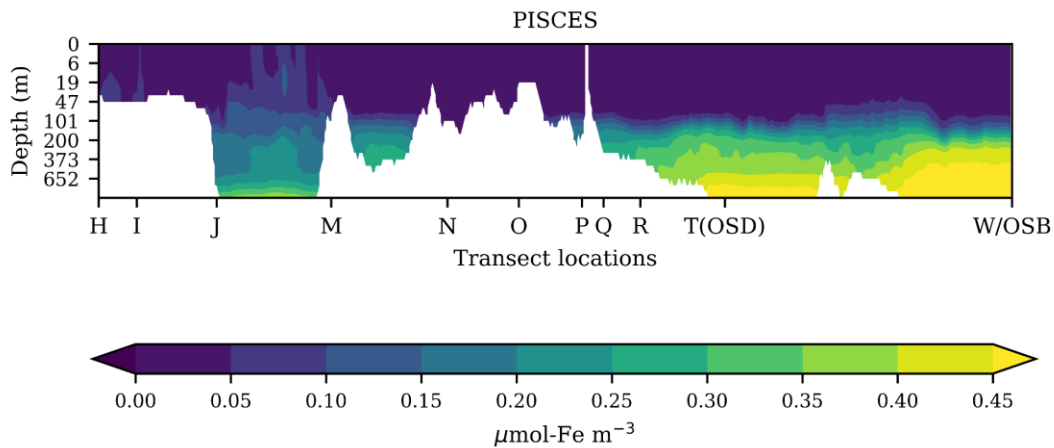 PISCES
Depth (m)
0
6
19
47
101
200
373
652
H I J M N O P Q R T(OSD) W/OSB
Transect locations
0.00 0.05 0.10 0.15 0.20 0.25 0.30 0.35 0.40 0.45
μmol-Fe m⁻³